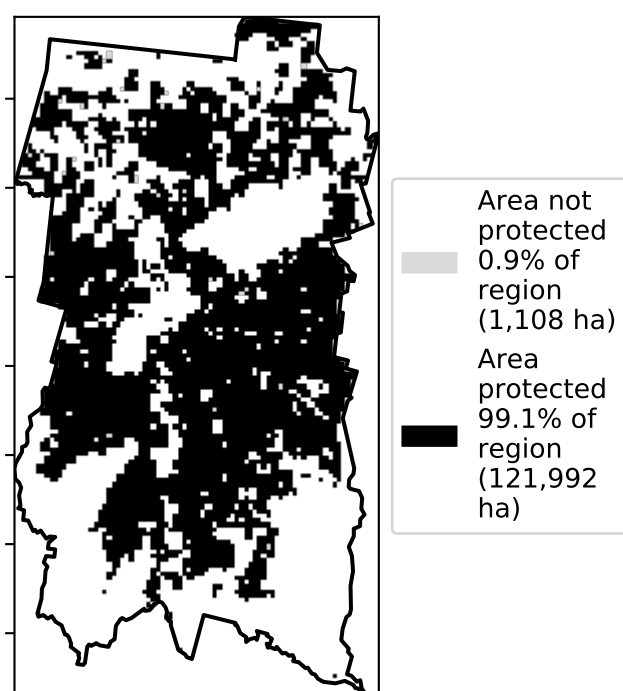 Area not
protected
0.9% of
region
(1,108 ha)
Area
protected
99.1% of
region
(121,992
ha)